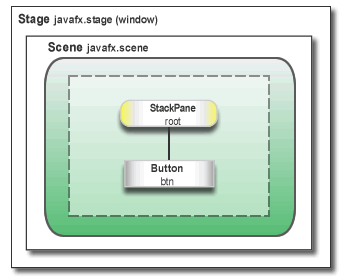 Stage javafx.stage (window)
Scene javafx.scene
StackPane
root
Button
btn